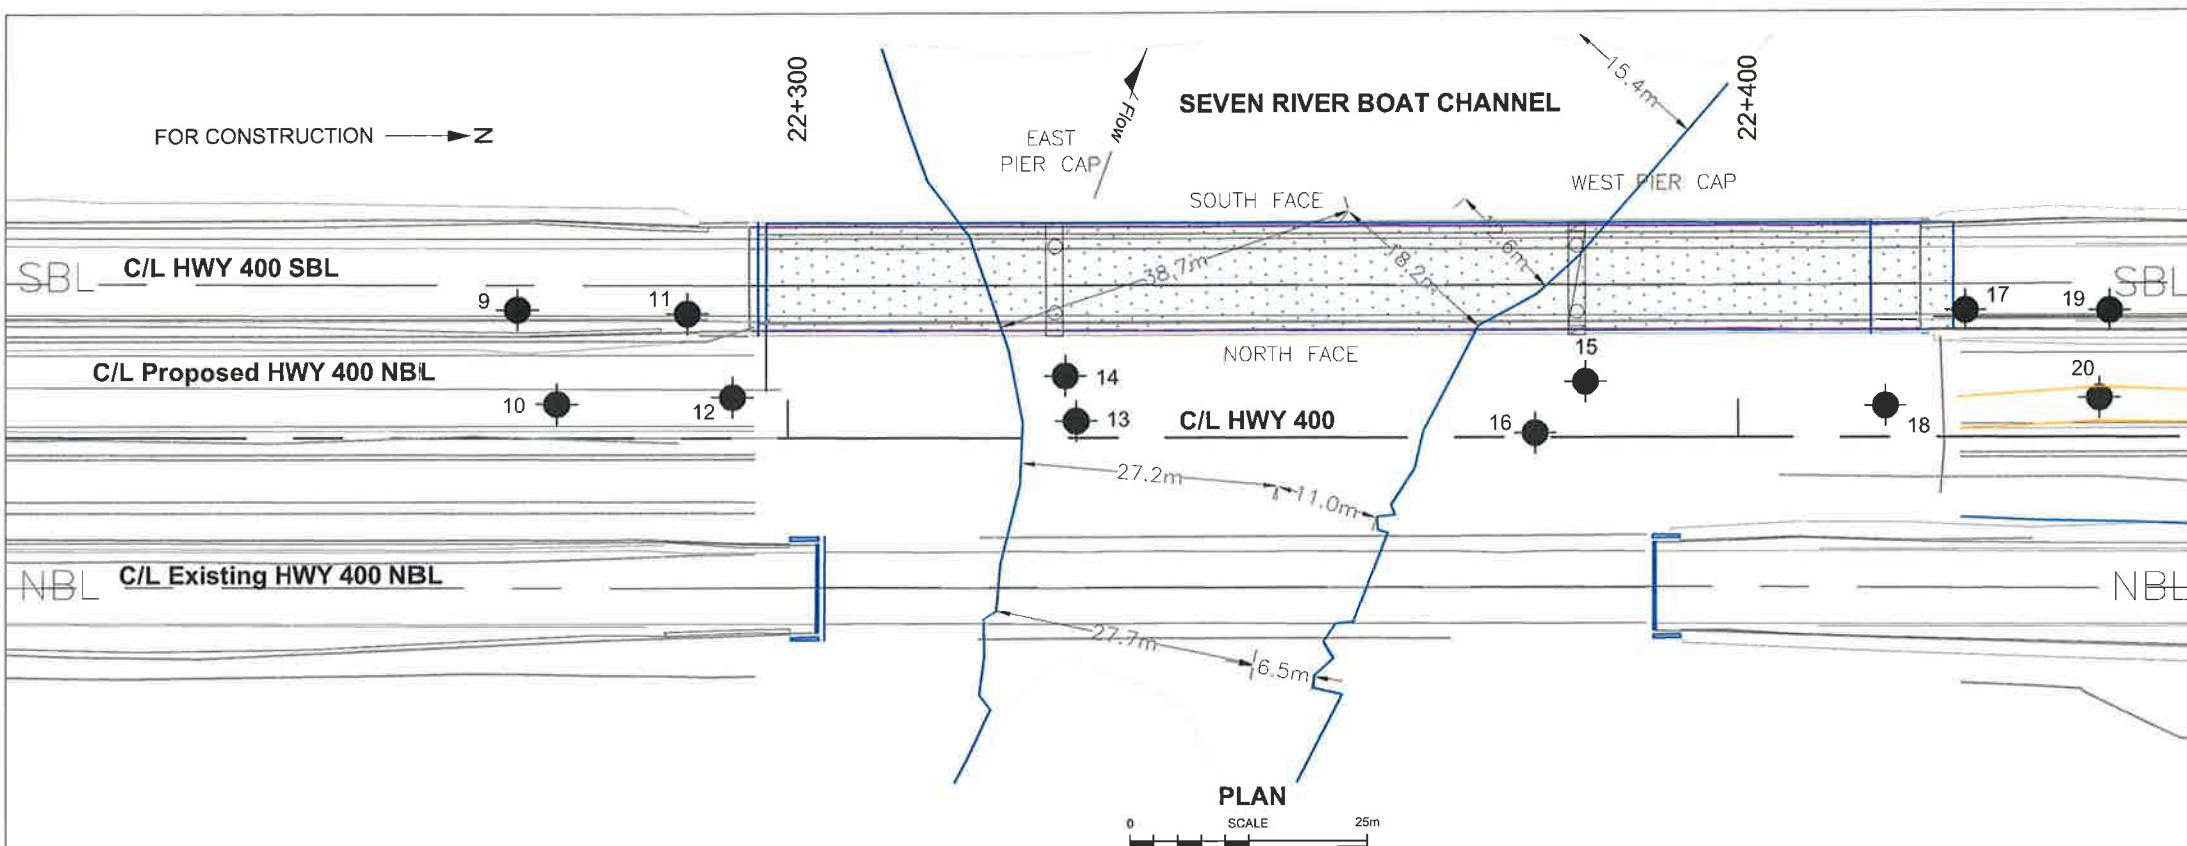 22+300
22+400
15.4m
SEVEN RIVER BOAT CHANNEL
Flow
FOR CONSTRUCTION
N
EAST
PIER CAP
WEST PIER CAP
SOUTH FACE
SBL
C/L HWY 400 SBL
38.7m
18.2m
SBL
9
11
17
19
NORTH FACE
15
C/L Proposed HWY 400 NBL
14
20
10
12
13
C/L HWY 400
16
18
27.2m
11.0m
NBL
C/L Existing HWY 400 NBL
NBL
27.7m
6.5m
PLAN
0
SCALE
25m